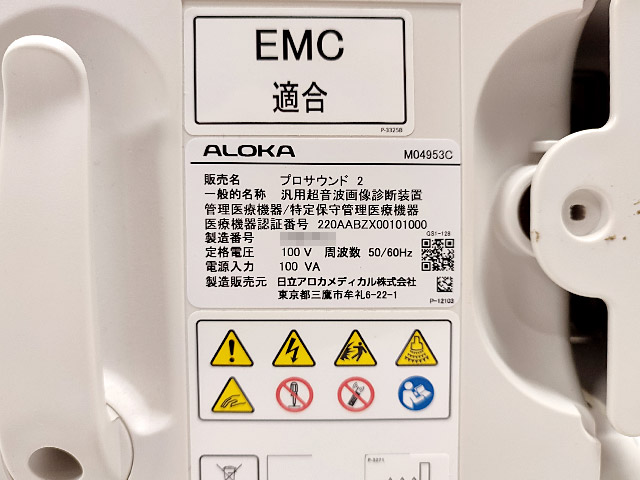 EMC
適合
P-3325B
ALOKA M04953C
販売名 プロサウンド 2
一般的名称 汎用超音波画像診断装置
管理医療機器/特定保守管理医療機器
医療機器認証番号 220AABZX00101000
製造番号
GS1-128
定格電圧 100 V 周波数 50/60Hz
電源入力 100 VA
製造販売元 日立アロカメディカル株式会社
東京都三鷹市牟礼6-22-1
P-12103